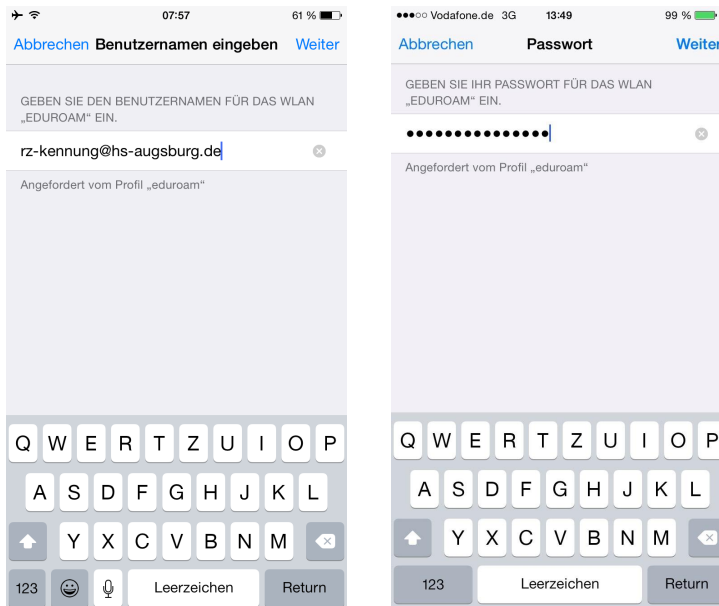 07:57
61 %
Abbrechen Benutzernamen eingeben Weiter
GEBEN SIE DEN BENUTZERNAMEN FÜR DAS WLAN
„EDUROAM“ EIN.
rz-kennung@hs-augsburg.de
Angefordert vom Profil „eduroam“
Q W E R T Z U I O P
A S D F G H J K L
Y X C V B N M
123 Leerzeichen Return
Vodafone.de 3G 13:49 99 %
Abbrechen Passwort Weiter
GEBEN SIE IHR PASSWORT FÜR DAS WLAN
„EDUROAM“ EIN.
•••••••••••••••
Angefordert vom Profil „eduroam“
Q W E R T Z U I O P
A S D F G H J K L
Y X C V B N M
123 Leerzeichen Return